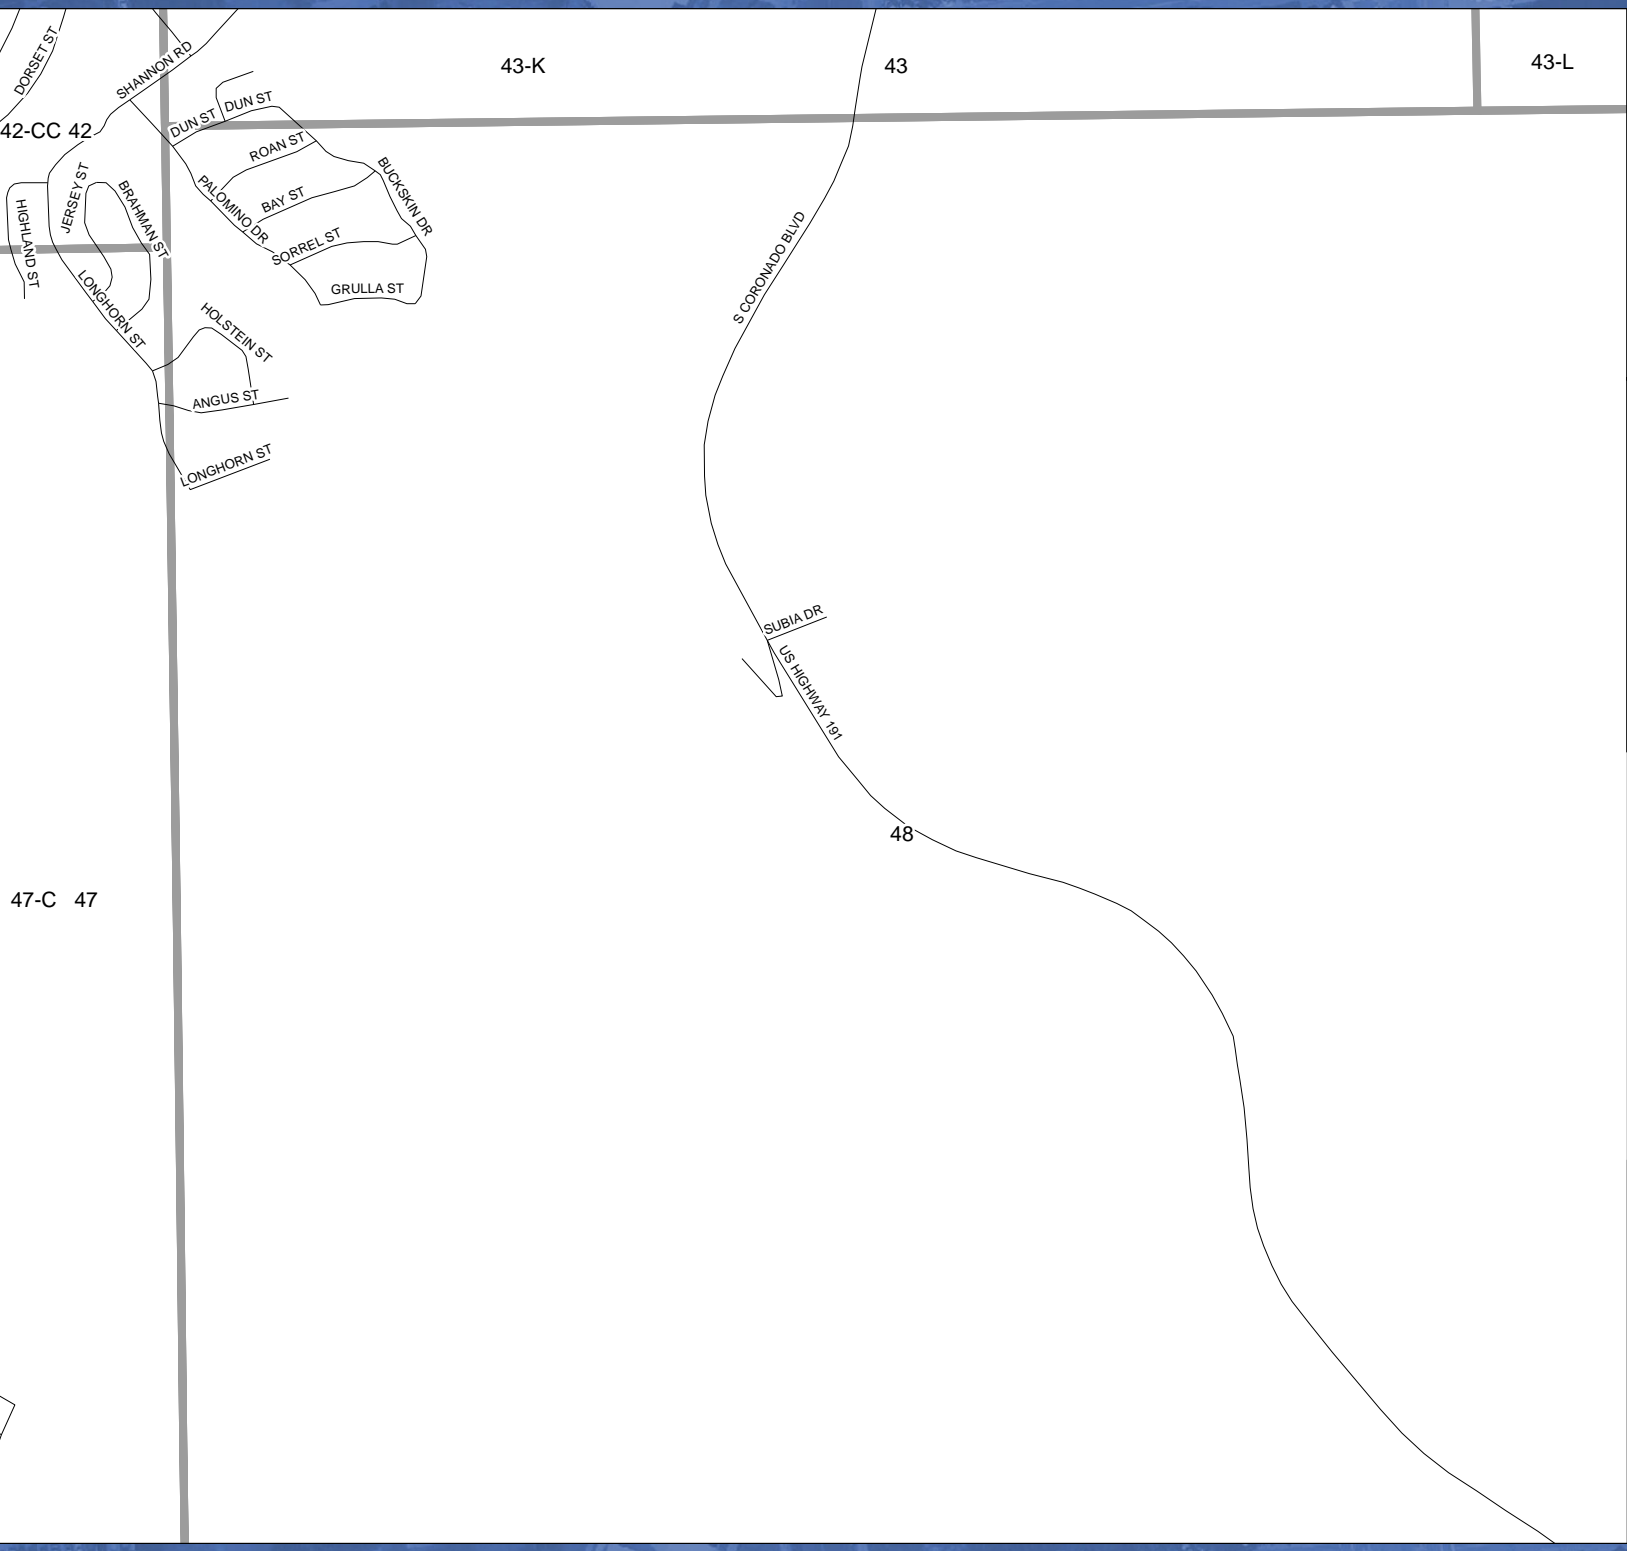 DORSET ST
SHANNON RD
43-K
43
43-L
DUN ST
DUN ST
42-CC 42
ROAN ST
BUCKSKIN DR
JERSEY ST
BRAHMAN ST
PALOMINO DR
BAY ST
HIGHLAND ST
SORREL ST
S CORONADO BLVD
LONGHORN ST
GRULLA ST
HOLSTEIN ST
ANGUS ST
LONGHORN ST
SUBIA DR
US HIGHWAY 191
48
47-C 47